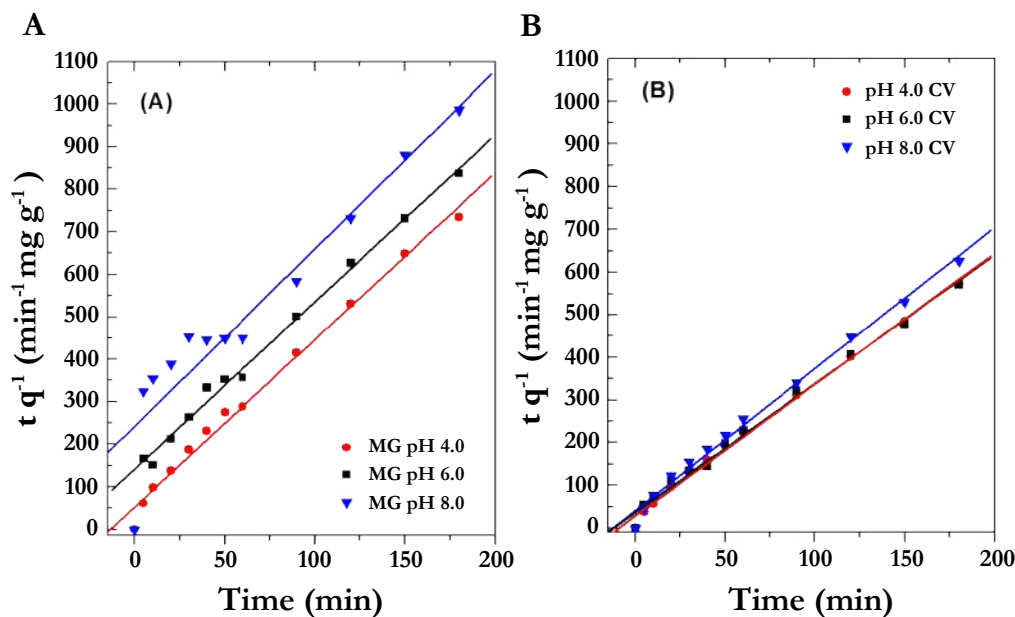 A
1100
1000
900
800
700
600
500
400
300
200
100
0
t q⁻¹ (min⁻¹ mg g⁻¹)
(A)
MG pH 4.0
MG pH 6.0
MG pH 8.0
0 50 100 150 200
Time (min)
B
1100
1000
900
800
700
600
500
400
300
200
100
0
t q⁻¹ (min⁻¹ mg g⁻¹)
(B)
pH 4.0 CV
pH 6.0 CV
pH 8.0 CV
0 50 100 150 200
Time (min)